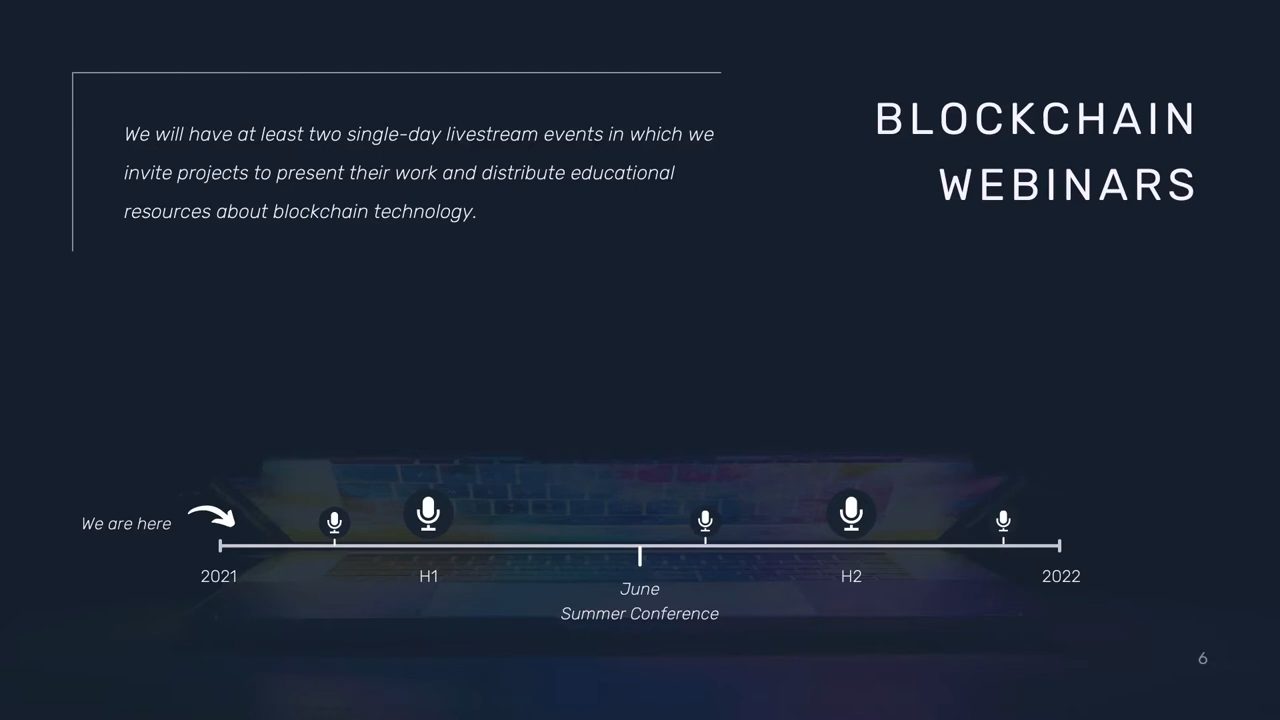 BLOCKCHAIN
WEBINARS
We will have at least two single-day livestream events in which we
invite projects to present their work and distribute educational
resources about blockchain technology.
We are here
2021
H1
June
Summer Conference
H2
2022
6